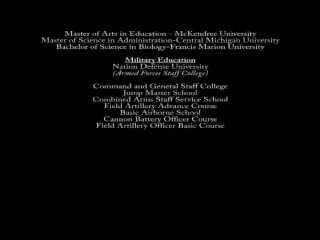 Master of Arts in Education - McKendree University
Master of Science in Administration-Central Michigan University
Bachelor of Science in Biology-Francis Marion University
Military Education
Nation Defense University
(Armed Forces Staff College)
Command and General Staff College
Jump Master School
Combined Arms Staff Service School
Field Artillery Advance Course
Basic Airborne School
Cannon Battery Officer Course
Field Artillery Officer Basic Course